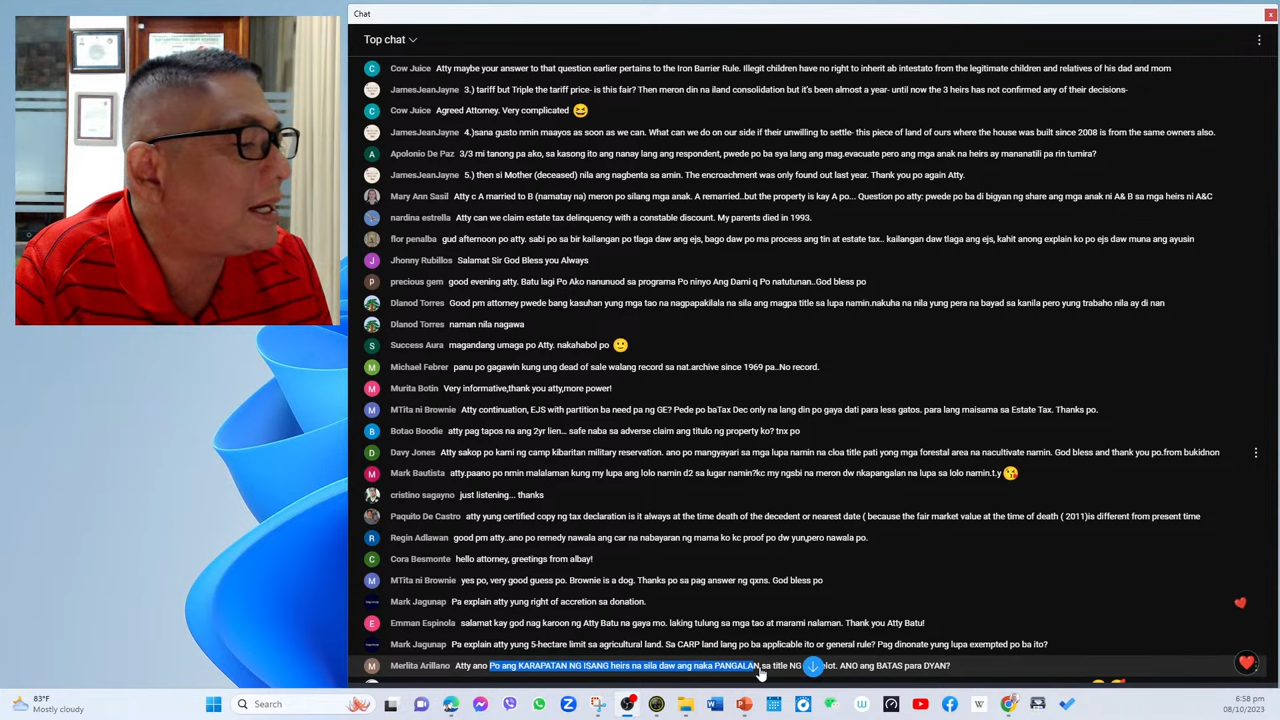 Chat
Top chat
Cow Juice Atty maybe your answer to that question earlier pertains to the Iron Barrier Rule. Illegit children have no right to inherit ab intestato from the legitimate children and relatives of his dad and mom
JamesJeanJayne 3.) tariff but Triple the tariff price- is this fair? Then meron din na iland consolidation but it's been almost a year- until now the 3 heirs has not confirmed any of their decisions-
Cow Juice Agreed Attorney. Very complicated 😆
JamesJeanJayne 4.)sana gusto nmin maayos as soon as we can. What can we do on our side if their unwilling to settle- this piece of land of ours where the house was built since 2008 is from the same owners also.
Apolonio De Paz 3/3 mi tanong pa ako, sa kasong ito ang nanay lang ang respondent, pwede po ba sya lang ang mag.evacuate pero ang mga anak na heirs ay mananatili pa rin tumira?
JamesJeanJayne 5.) then si Mother (deceased) nila ang nagbenta sa amin. The encroachment was only found out last year. Thank you po again Atty.
Mary Ann Sasil Atty c A married to B (namatay na) meron po silang mga anak. A remarried..but the property is kay A po... Question po atty: pwede pa ba di bigyan ng share ang mga anak ni A& B sa mga heirs ni A&C
nardina estrella Atty can we claim estate tax delinquency with a constable discount. My parents died in 1993.
flor penalba gud afternoon po atty. sabi po sa bir kailangan po tlaga daw ang ejs, bago daw po ma process ang tin at estate tax.. kailangan daw tlaga ang ejs, kahit anong explain ko po ejs daw muna ang ayusin
Jhonny Rubillos Salamat Sir God Bless you Always
precious gem good evening atty. Batu lagi Po Ako nanunuod sa programa Po ninyo Ang Dami q Po natutunan..God bless po
Dlanod Torres Good pm attorney pwede bang kasuhan yung mga tao na nagpapakilala na sila ang magpa title sa lupa namin.nakuha na nila yung pera na bayad sa kanila pero yung trabaho nila ay di nan
Dlanod Torres naman nila nagawa
Success Aura magandang umaga po Atty. nakahabol po 🙂
Michael Febrer panu po gagawin kung ung dead of sale walang record sa nat.archive since 1969 pa..No record.
Murita Botin Very informative,thank you atty,more power!
MTita ni Brownie Atty continuation, EJS with partition ba need pa ng GE? Pede po baTax Dec only na lang din po gaya dati para less gatos. para lang maisama sa Estate Tax. Thanks po.
Botao Boodie atty pag tapos na ang 2yr lien... safe naba sa adverse claim ang titulo ng property ko? tnx po
Davy Jones Atty sakop po kami ng camp kibaritan military reservation. ano po mangyayari sa mga lupa namin na cloa title pati yong mga forestal area na nacultivate namin. God bless and thank you po.from bukidnon
Mark Bautista atty.paano po nmin malalaman kung my lupa ang lolo namin d2 sa lugar namin?kc my ngsbi na meron dw nkapangalan na lupa sa lolo namin.t.y 😘
cristino sagayno just listening... thanks
Paquito De Castro atty yung certified copy ng tax declaration is it always at the time death of the decedent or nearest date ( because the fair market value at the time of death ( 2011)is different from present time
Regin Adlawan good pm atty..ano po remedy nawala ang car na nabayaran ng mama ko kc proof po dw yun,pero nawala po.
Cora Besmonte hello attorney, greetings from albay!
MTita ni Brownie yes po, very good guess po. Brownie is a dog. Thanks po sa pag answer ng qxns. God bless po
Mark Jagunap Pa explain atty yung right of accretion sa donation.
Emman Espinola salamat kay god nag karoon ng Atty Batu na gaya mo. laking tulung sa mga tao at marami nalaman. Thank you Atty Batu!
Mark Jagunap Pa explain atty yung 5-hectare limit sa agricultural land. Sa CARP land lang po ba applicable ito or general rule? Pag dinonate yung lupa exempted po ba ito?
Merlita Arillano Atty ano Po ang KARAPATAN NG ISANG heirs na sila daw ang naka PANGALAN sa title NG elot. ANO ang BATAS para DYAN?
83°F
Mostly cloudy
Search
6:58 pm
08/10/2023